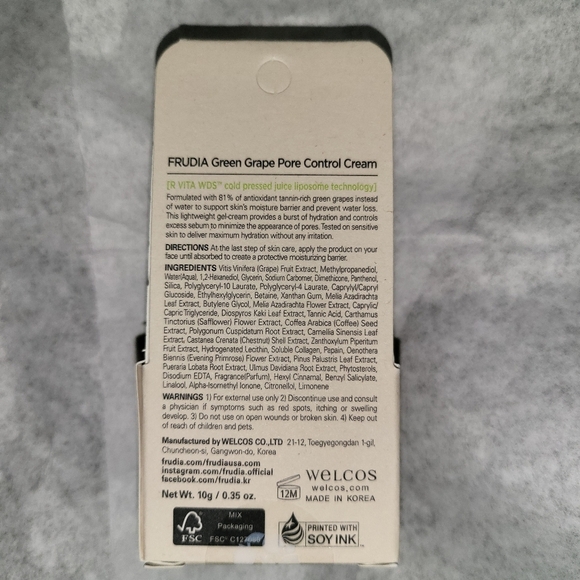 FRUDIA Green Grape Pore Control Cream
[R VITA WDS™ cold pressed juice liposome technology]
Formulated with 81% of antioxidant tannin-rich green grapes instead
of water to support skin's moisture barrier and prevent water loss.
This lightweight gel-cream provides a burst of hydration and controls
excess sebum to minimize the appearance of pores. Tested on sensitive
skin to deliver maximum hydration without any irritation.
DIRECTIONS At the last step of skin care, apply the product on your
face until absorbed to create a protective moisturizing barrier.
INGREDIENTS Vitis Vinifera (Grape) Fruit Extract, Methylpropanediol,
Water(Aqua), 1,2-Hexanediol, Glycerin, Sodium Carbomer, Dimethicone, Panthenol,
Silica, Polyglyceryl-10 Laurate, Polyglyceryl-4 Laurate, Caprylyl/Capryl
Glucoside, Ethylhexylglycerin, Betaine, Xanthan Gum, Melia Azadirachta
Leaf Extract, Butylene Glycol, Melia Azadirachta Flower Extract, Caprylic/
Capric Triglyceride, Diospyros Kaki Leaf Extract, Tannic Acid, Carthamus
Tinctorius (Safflower) Flower Extract, Coffea Arabica (Coffee) Seed
Extract, Polygonum Cuspidatum Root Extract, Camellia Sinensis Leaf
Extract, Castanea Crenata (Chestnut) Shell Extract, Zanthoxylum Piperitum
Fruit Extract, Hydrogenated Lecithin, Soluble Collagen, Papain, Oenothera
Biennis (Evening Primrose) Flower Extract, Pinus Palustris Leaf Extract,
Pueraria Lobata Root Extract, Ulmus Davidiana Root Extract, Phytosterols,
Disodium EDTA, Fragrance(Parfum), Hexyl Cinnamal, Benzyl Salicylate,
Linalool, Alpha-Isomethyl Ionone, Citronellol, Limonene
WARNINGS 1) For external use only 2) Discontinue use and consult
a physician if symptoms such as red spots, itching or swelling
develop. 3) Do not use on open wounds or broken skin. 4) Keep out
of reach of children and pets.
Manufactured by WELCOS CO.,LTD 21-12, Toegyegongdan 1-gil,
Chuncheon-si, Gangwon-do, Korea
frudia.com/frudiausa.com
instagram.com/frudia.official
facebook.com/frudia.kr
Net Wt. 10g / 0.35 oz.
12M
WELCOS
welcos.com
MADE IN KOREA
FSC
MIX
Packaging
FSC®
PRINTED WITH
SOY INK™